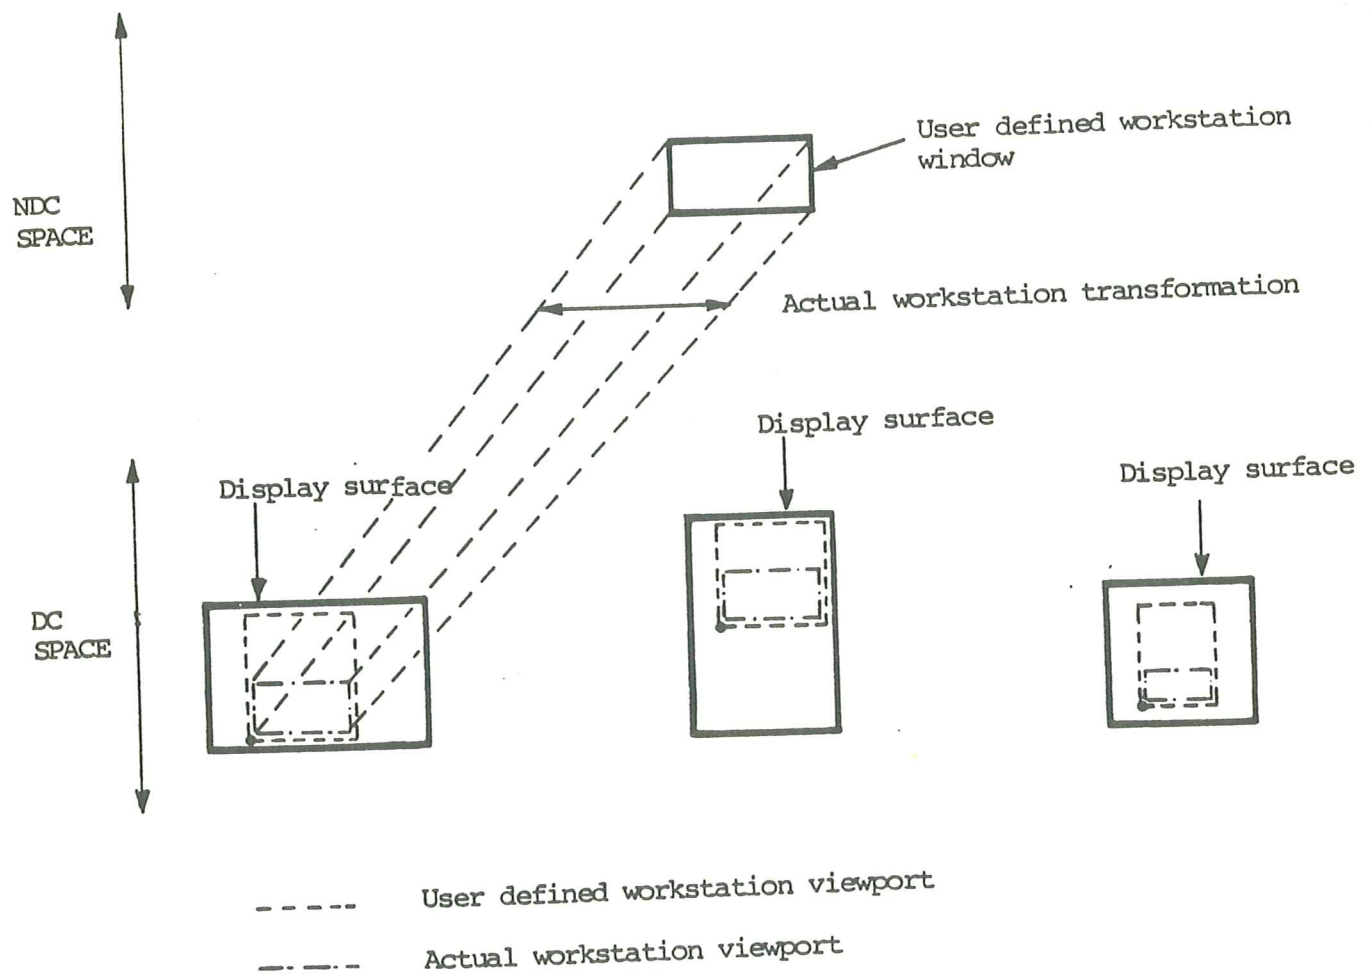 User defined workstation
window
NDC
SPACE
Actual workstation transformation
Display surface
Display surface
Display surface
DC
SPACE
User defined workstation viewport
Actual workstation viewport